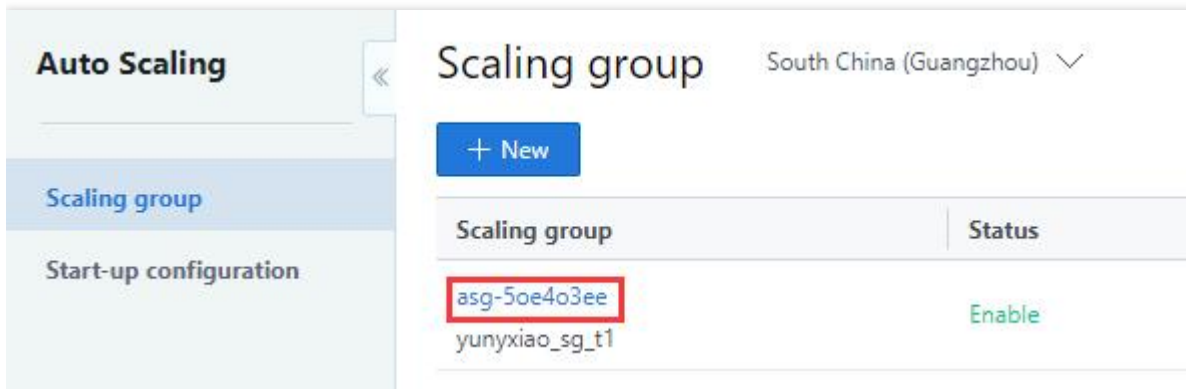 Auto Scaling
Scaling group
Start-up configuration
Scaling group South China (Guangzhou)
+ New
Scaling group Status
asg-5oe4o3ee Enable
yunyxiao_sg_t1